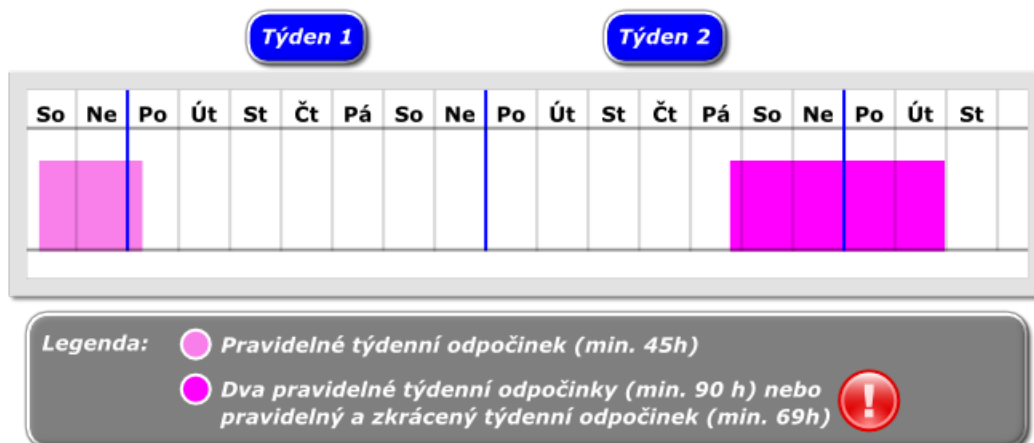 Týden 1 Týden 2
So Ne Po Út St Čt Pá So Ne Po Út St Čt Pá So Ne Po Út St
Legenda: Pravidelné týdenní odpočinek (min. 45h)
Dva pravidelné týdenní odpočinky (min. 90 h) nebo
pravidelný a zkrácený týdenní odpočinek (min. 69h)
!